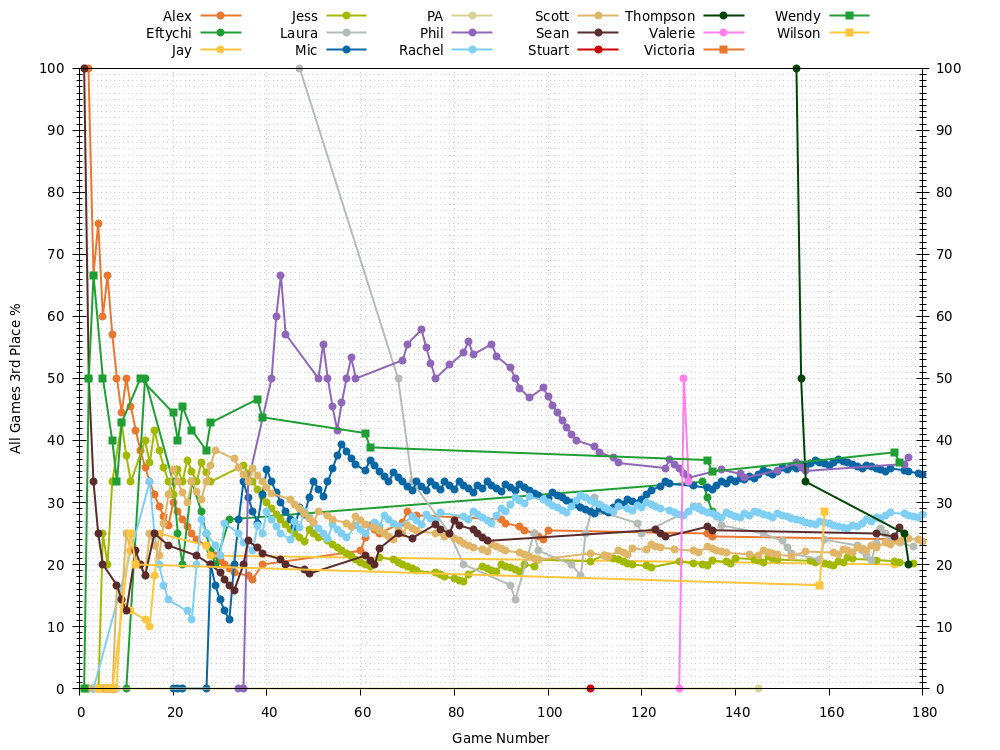 Alex Jess PA Scott Thompson Wendy
Eftychi Laura Phil Sean Valerie Wilson
Jay Mic Rachel Stuart Victoria
100 100
90 90
80 80
70 70
60 60
50 50
40 40
30 30
20 20
10 10
0 0
All Games 3rd Place %
0 20 40 60 80 100 120 140 160 180
Game Number